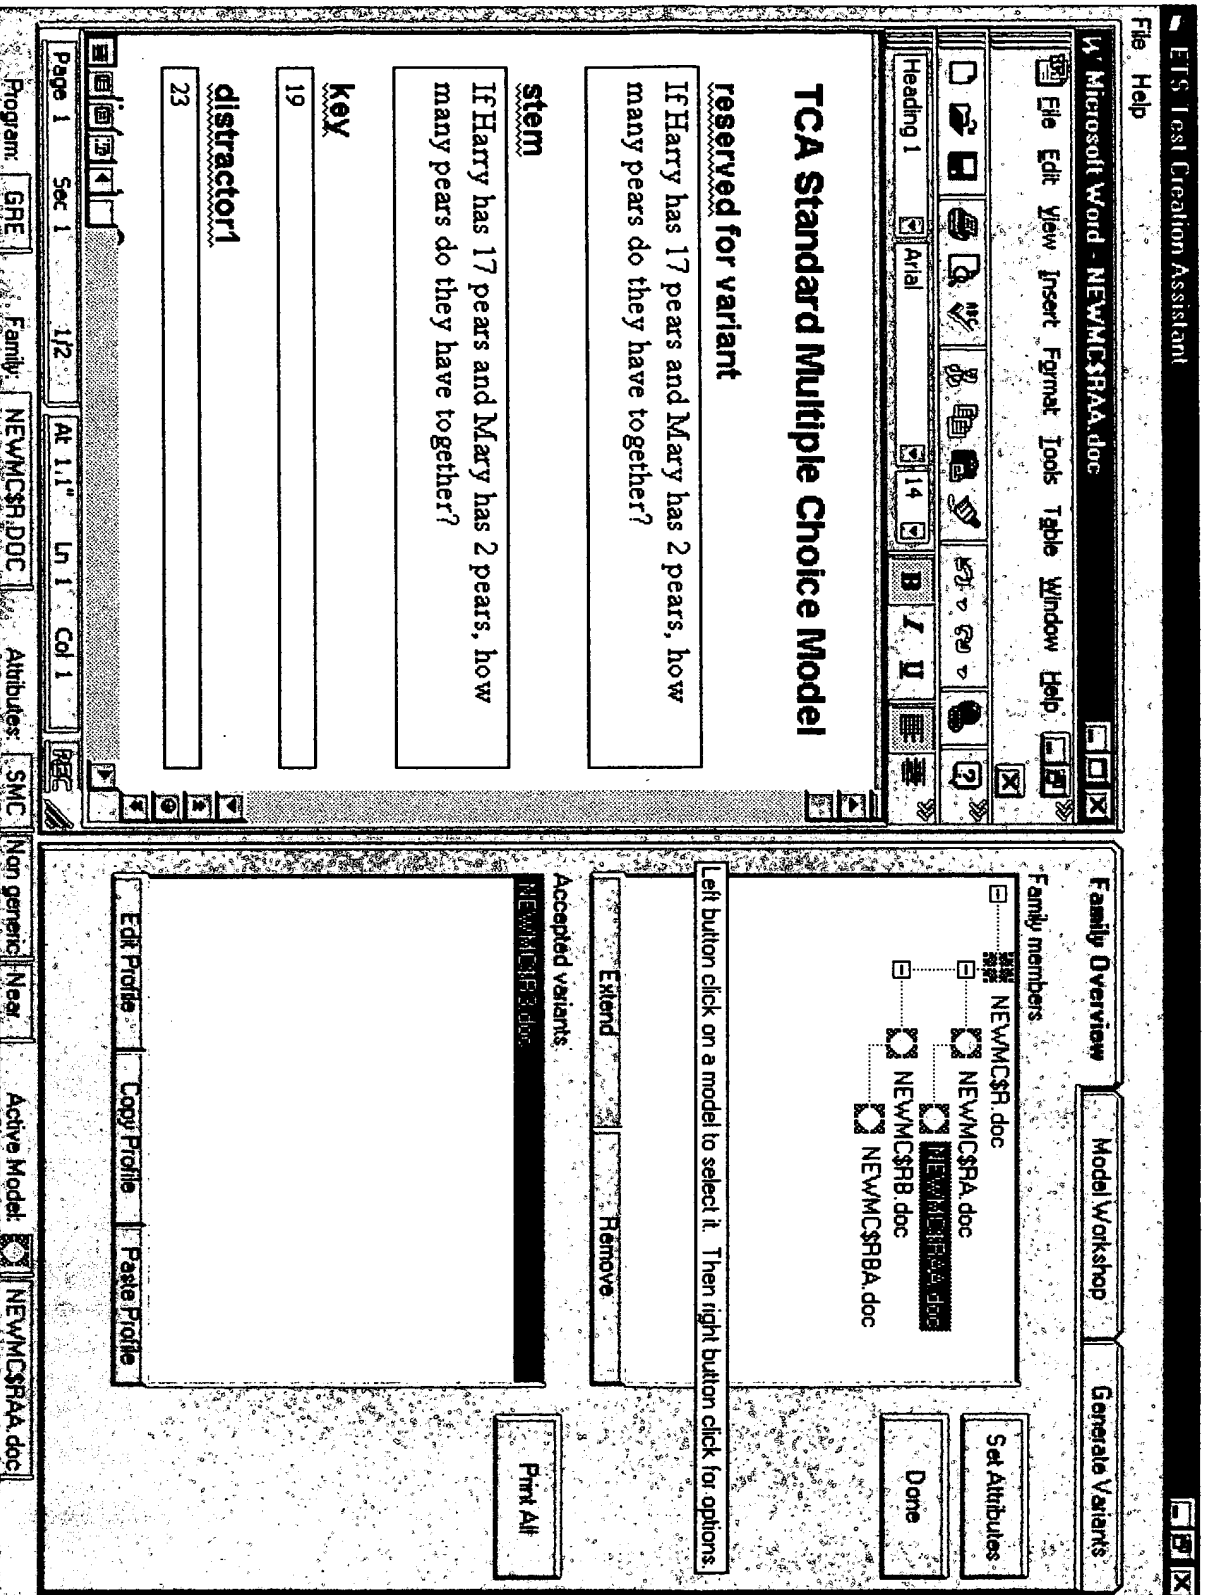 ETS Test Creation Assistant
File Help
Microsoft Word - NEWMC$RAA.doc
File Edit View Insert Format Tools Table Window Help
Heading 1 Arial 14 B I U
TCA Standard Multiple Choice Model
reserved for variant
If Harry has 17 pears and Mary has 2 pears, how
many pears do they have together?
stem
If Harry has 17 pears and Mary has 2 pears, how
many pears do they have together?
key
19
distractor1
23
Page 1 Sec 1 1/2 At 1.1" Ln 1 Col 1 REC
Family Overview Model Workshop Generate Variants
Family members:
NEWMC$R.doc
NEWMC$RA.doc
NEWMC$RAA.doc
NEWMC$RB.doc
NEWMC$RBA.doc
Set Attributes
Done
Left button click on a model to select it. Then right button click for options.
Extend Remove
Accepted variants:
Print All
Edit Profile Copy Profile Paste Profile
Program: GRE Family: NEWMC$R.DOC Attributes: SMC Non generic Near Active Model: NEWMC$RAA.doc